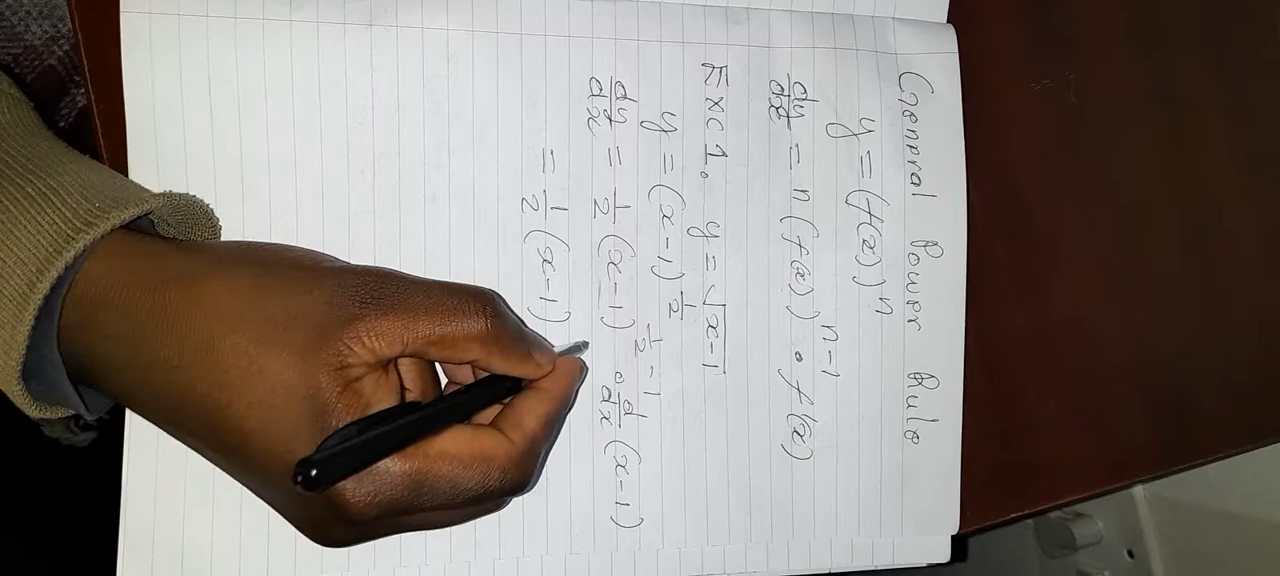 General Power Rule
y = (f(x))^n
dy/dx = n(f(x))^{n-1} • f'(x)
Exc 1. y = √(x-1)
y = (x-1)^{1/2}
dy/dx = 1/2 (x-1)^{1/2 - 1} • d/dx (x-1)
= 1/2 (x-1)